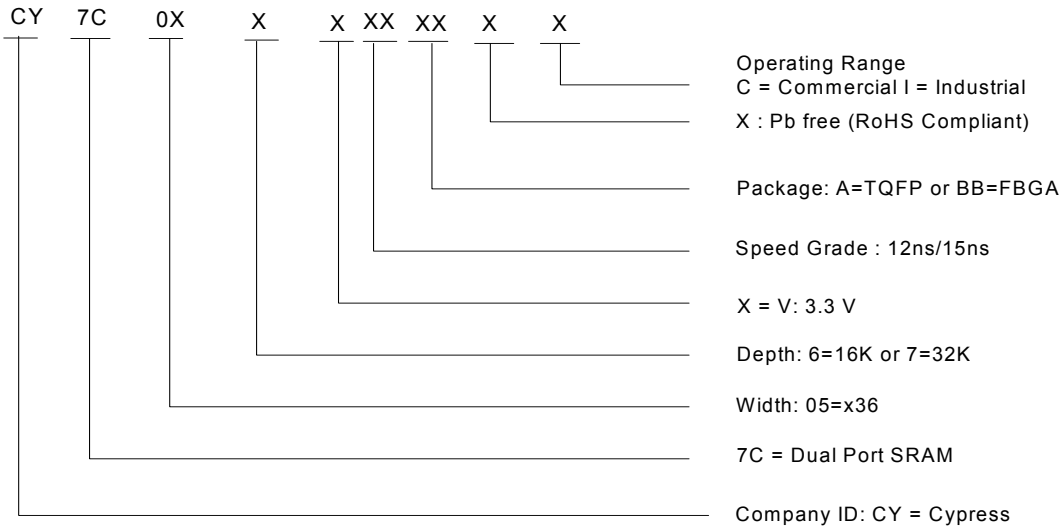 CY 7C 0X X X XX XX X X
Operating Range
C = Commercial I = Industrial
X : Pb free (RoHS Compliant)
Package: A=TQFP or BB=FBGA
Speed Grade : 12ns/15ns
X = V: 3.3 V
Depth: 6=16K or 7=32K
Width: 05=x36
7C = Dual Port SRAM
Company ID: CY = Cypress